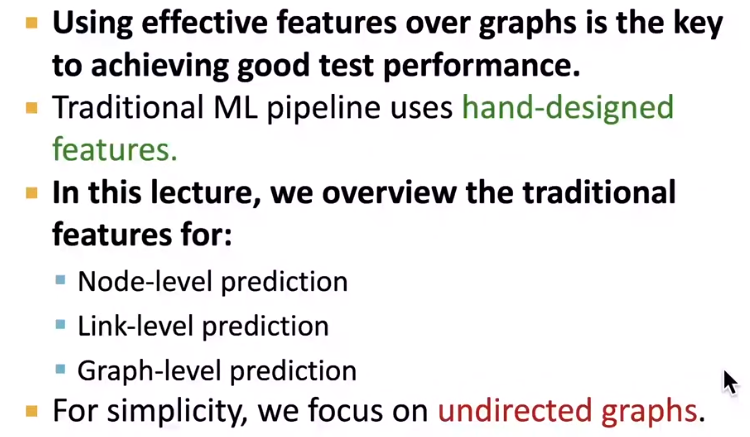 Using effective features over graphs is the key
to achieving good test performance.
Traditional ML pipeline uses hand-designed
features.
In this lecture, we overview the traditional
features for:
Node-level prediction
Link-level prediction
Graph-level prediction
For simplicity, we focus on undirected graphs.